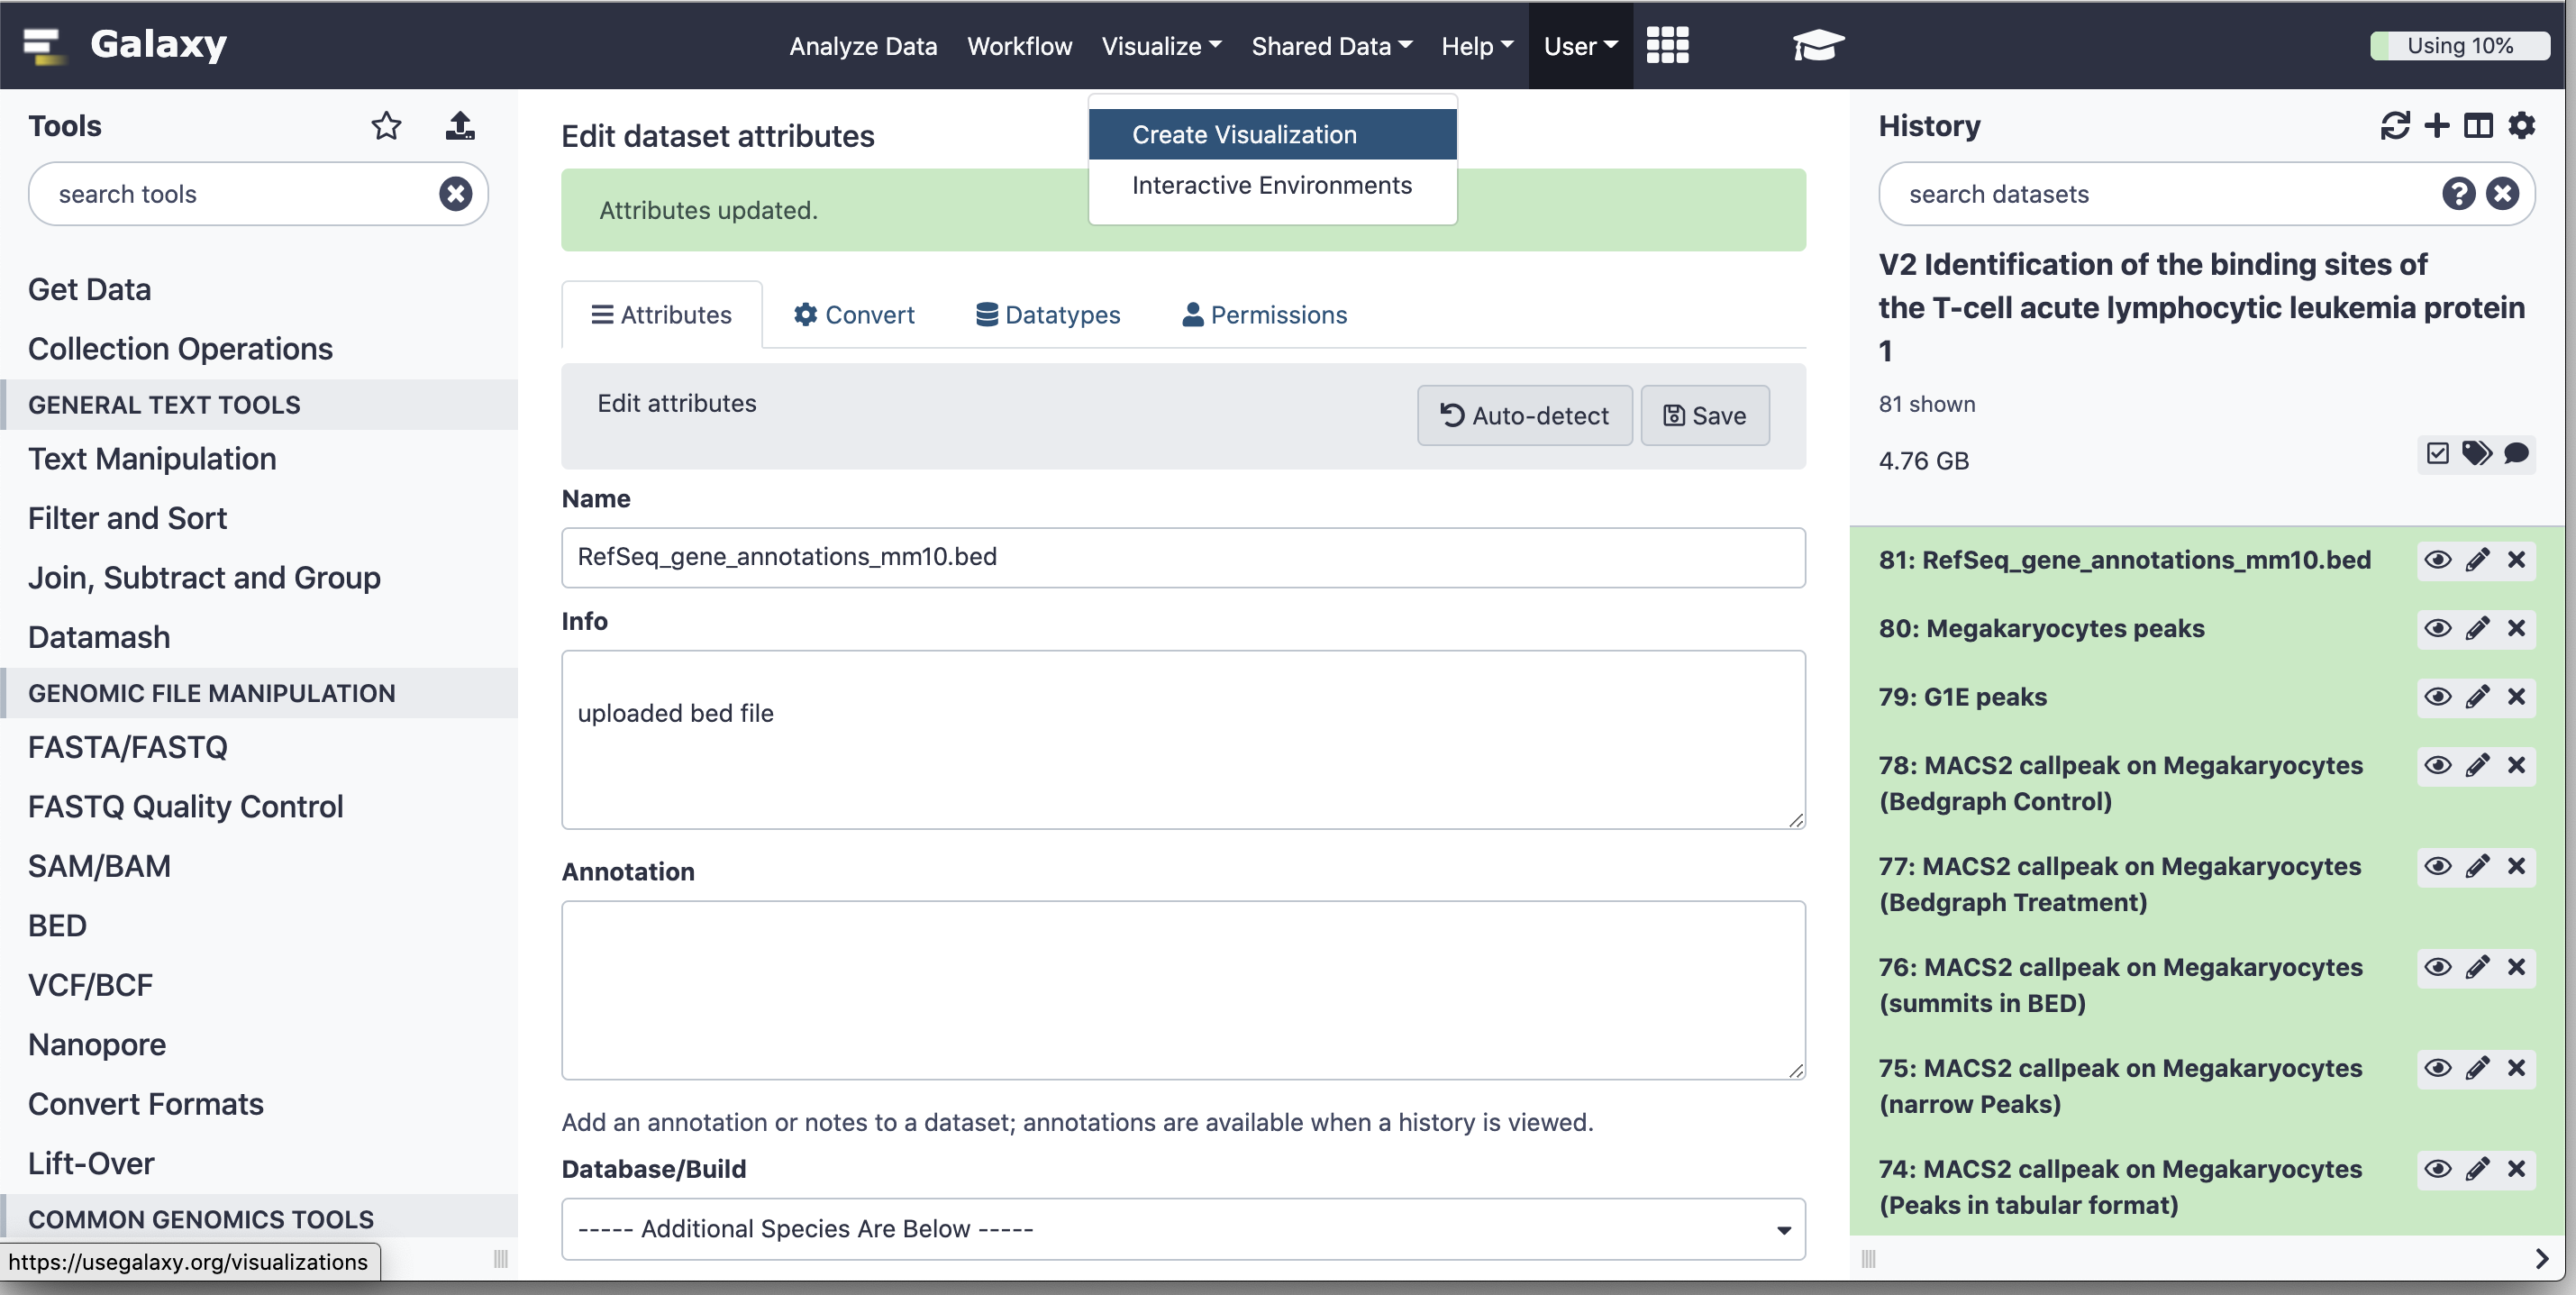 Galaxy
Analyze Data
Workflow
Visualize
Shared Data
Help
User
Using 10%
Tools
search tools
Get Data
Collection Operations
GENERAL TEXT TOOLS
Text Manipulation
Filter and Sort
Join, Subtract and Group
Datamash
GENOMIC FILE MANIPULATION
FASTA/FASTQ
FASTQ Quality Control
SAM/BAM
BED
VCF/BCF
Nanopore
Convert Formats
Lift-Over
COMMON GENOMICS TOOLS
https://usegalaxy.org/visualizations
Create Visualization
Interactive Environments
Edit dataset attributes
Attributes updated.
Attributes
Convert
Datatypes
Permissions
Edit attributes
Auto-detect
Save
Name
RefSeq_gene_annotations_mm10.bed
Info
uploaded bed file
Annotation
Add an annotation or notes to a dataset; annotations are available when a history is viewed.
Database/Build
----- Additional Species Are Below -----
History
search datasets
V2 Identification of the binding sites of
the T-cell acute lymphocytic leukemia protein
1
81 shown
4.76 GB
81: RefSeq_gene_annotations_mm10.bed
80: Megakaryocytes peaks
79: G1E peaks
78: MACS2 callpeak on Megakaryocytes
(Bedgraph Control)
77: MACS2 callpeak on Megakaryocytes
(Bedgraph Treatment)
76: MACS2 callpeak on Megakaryocytes
(summits in BED)
75: MACS2 callpeak on Megakaryocytes
(narrow Peaks)
74: MACS2 callpeak on Megakaryocytes
(Peaks in tabular format)